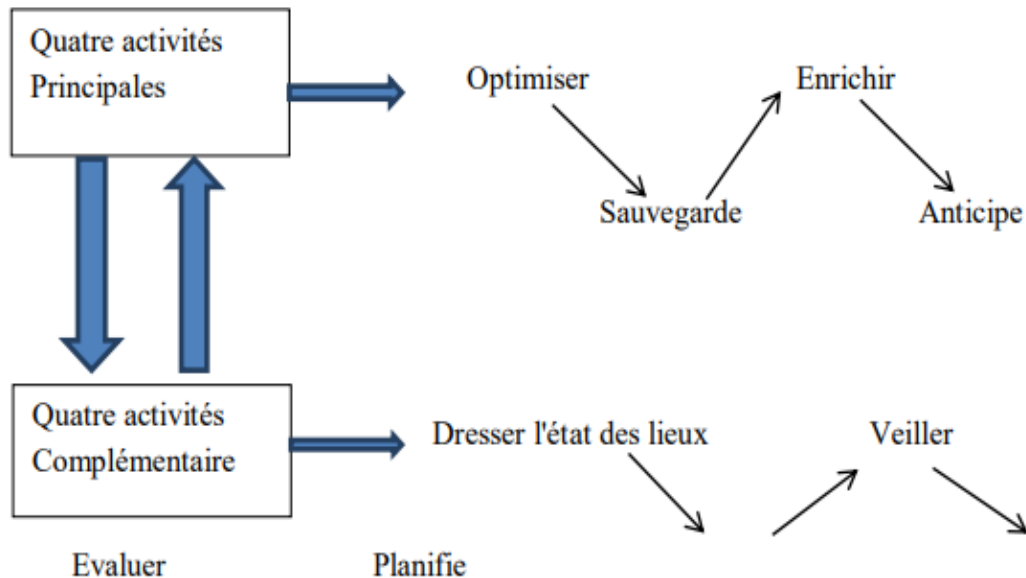 Quatre activités
Principales
Optimiser
Enrichir
Sauvegarde
Anticipe
Quatre activités
Complémentaire
Dresser l'état des lieux
Veiller
Evaluer
Planifie